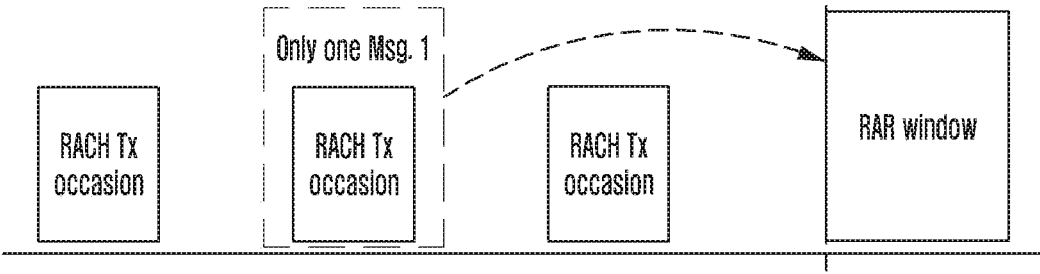 Only one Msg. 1
RACH Tx
occasion
RACH Tx
occasion
RACH Tx
occasion
RAR window